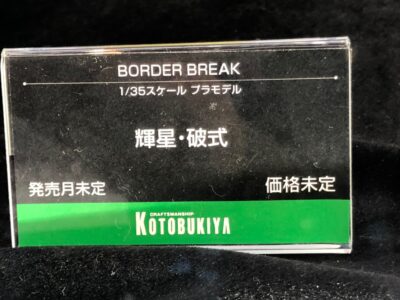 BORDER BREAK
1/35スケール プラモデル
輝星・破式
発売月未定 価格未定
CRAFTSMANSHIP
KOTOBUKIYA